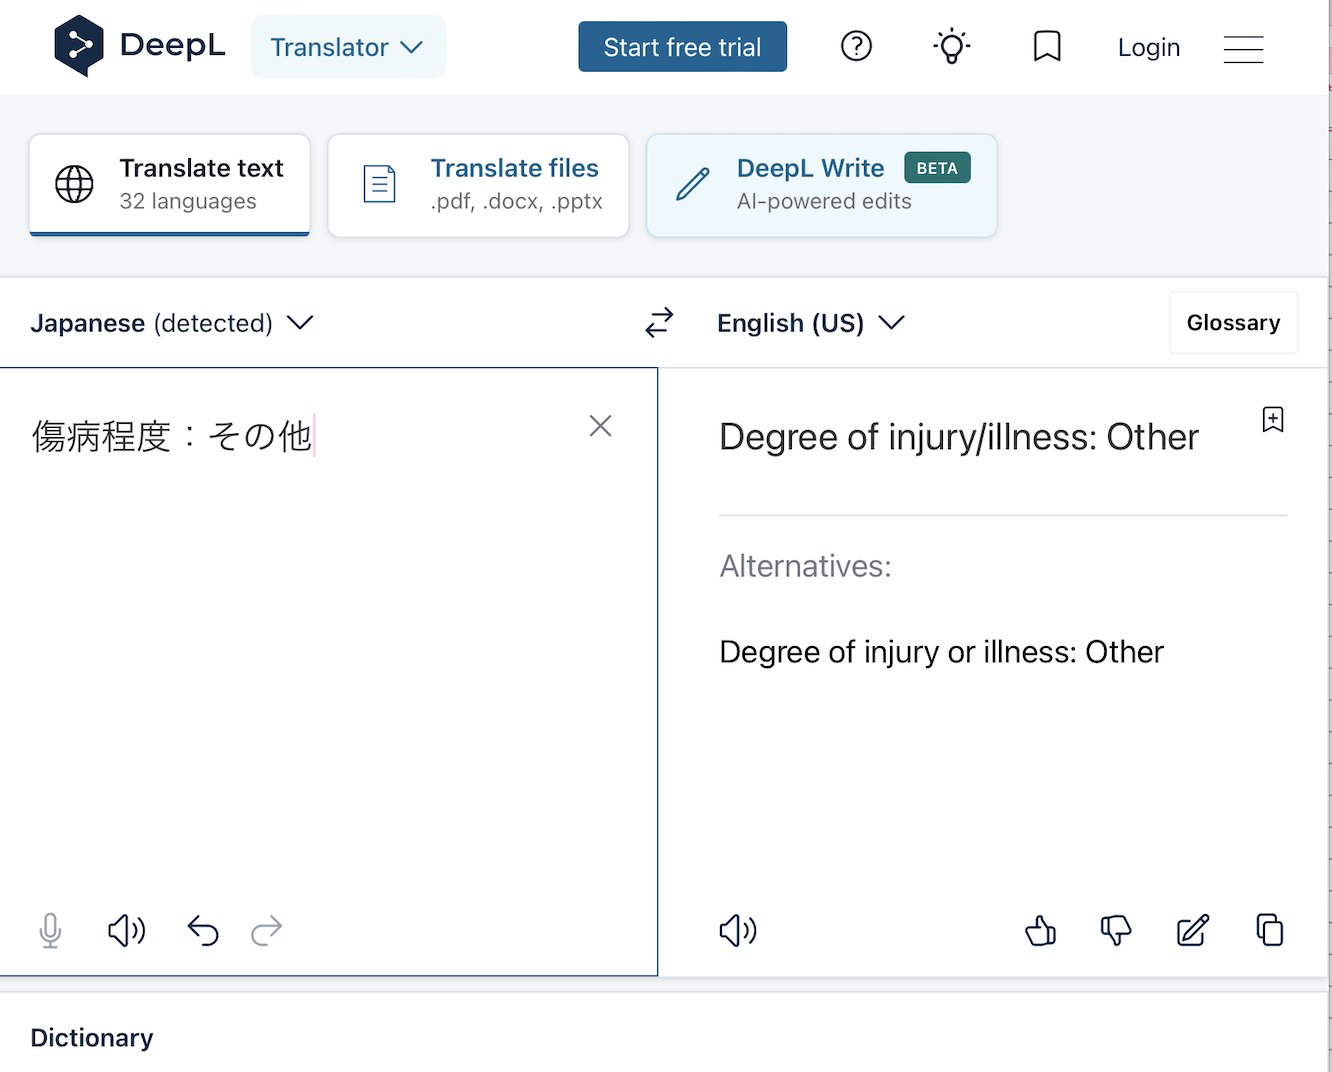 DeepL
Translator
Start free trial
Login
Translate text
32 languages
Translate files
.pdf, .docx, .pptx
DeepL Write BETA
AI-powered edits
Japanese (detected)
English (US)
Glossary
傷病程度：その他
Degree of injury/illness: Other
Alternatives:
Degree of injury or illness: Other
Dictionary